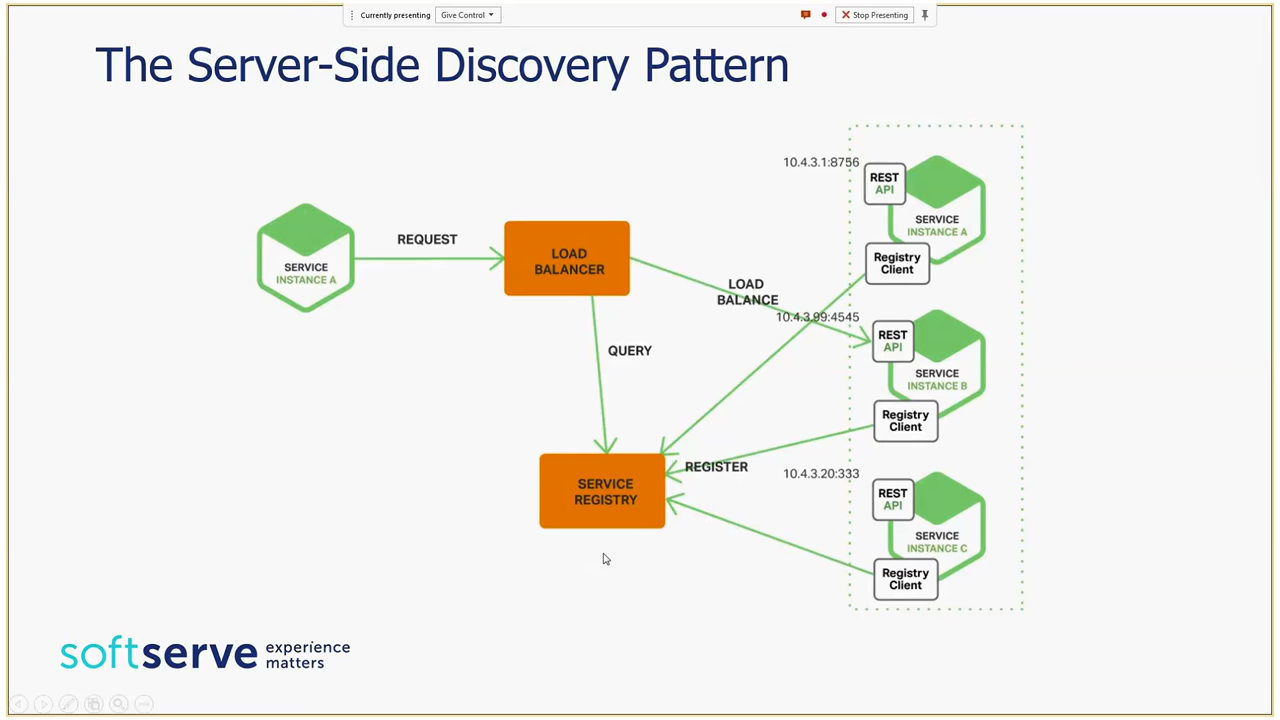 Currently presenting
Give Control
Stop Presenting
The Server-Side Discovery Pattern
10.4.3.1:8756
REST
API
SERVICE
INSTANCE A
Registry
Client
SERVICE
INSTANCE A
REQUEST
LOAD
BALANCER
LOAD
BALANCE
10.4.3.99:4545
REST
API
SERVICE
INSTANCE B
Registry
Client
QUERY
REGISTER
10.4.3.20:333
SERVICE
REGISTRY
REST
API
SERVICE
INSTANCE C
Registry
Client
softserve
experience
matters